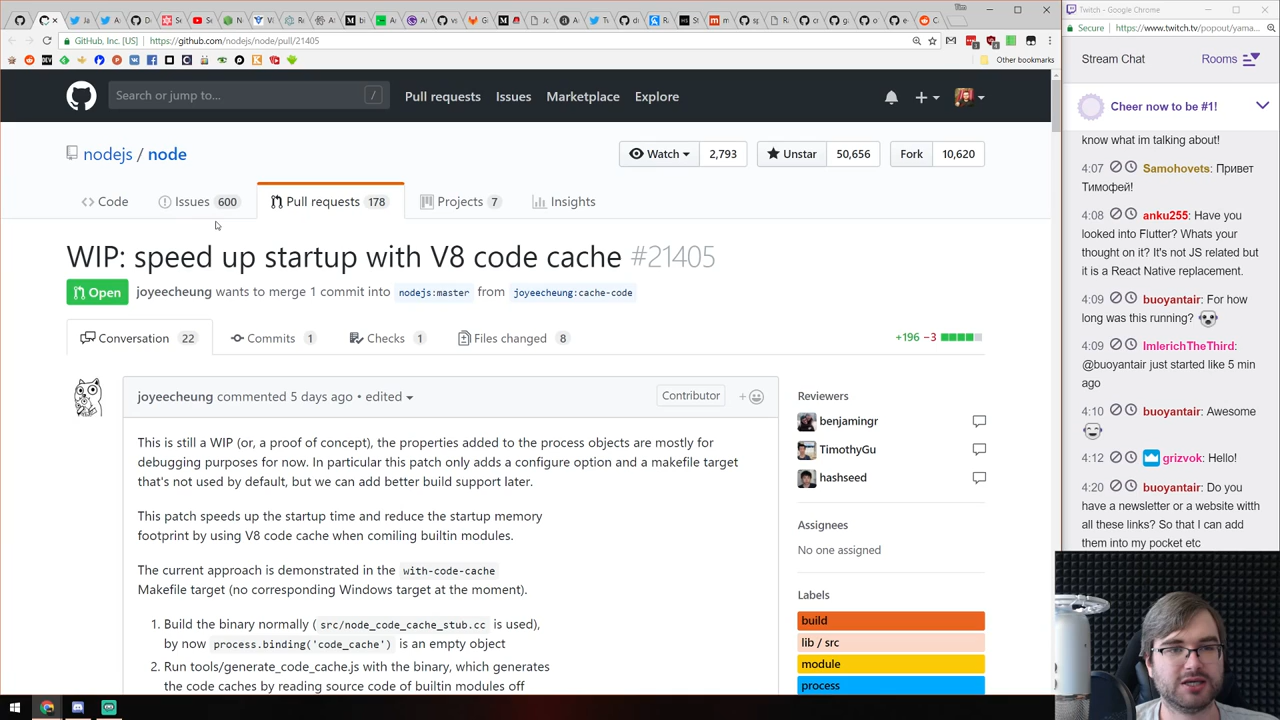 GitHub, Inc. [US]
https://github.com/nodejs/node/pull/21405
Other bookmarks
Search or jump to...
/
Pull requests
Issues
Marketplace
Explore
nodejs / node
Watch 2,793
Unstar 50,656
Fork 10,620
Code
Issues 600
Pull requests 178
Projects 7
Insights
WIP: speed up startup with V8 code cache #21405
Open
joyeecheung wants to merge 1 commit into nodejs:master from joyeecheung:cache-code
Conversation 22
Commits 1
Checks 1
Files changed 8
+196 −3
joyeecheung commented 5 days ago • edited
Contributor
This is still a WIP (or, a proof of concept), the properties added to the process objects are mostly for
debugging purposes for now. In particular this patch only adds a configure option and a makefile target
that's not used by default, but we can add better build support later.
This patch speeds up the startup time and reduce the startup memory
footprint by using V8 code cache when comiling builtin modules.
The current approach is demonstrated in the with-code-cache
Makefile target (no corresponding Windows target at the moment).
1. Build the binary normally ( src/node_code_cache_stub.cc is used),
by now process.binding('code_cache') is an empty object
2. Run tools/generate_code_cache.js with the binary, which generates
the code caches by reading source code of builtin modules off
Reviewers
benjamingr
TimothyGu
hashseed
Assignees
No one assigned
Labels
build
lib / src
module
process
Twitch - Google Chrome
Secure
https://www.twitch.tv/popout/yama...
Stream Chat
Rooms
Cheer now to be #1!
know what im talking about!
4:07 Samohovets: Привет
Тимофей!
4:08 anku255: Have you
looked into Flutter? Whats your
thought on it? It's not JS related but
it is a React Native replacement.
4:09 buoyantair: For how
long was this running?
4:09 ImlerichTheThird:
@buoyantair just started like 5 min
ago
4:10 buoyantair: Awesome
4:12 grizvok: Hello!
4:20 buoyantair: Do you
have a newsletter or a website witth
all these links? So that I can add
them into my pocket etc